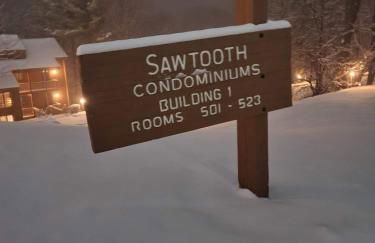 SAWTOOTH
CONDOMINIUMS
BUILDING 1
ROOMS 501 - 523